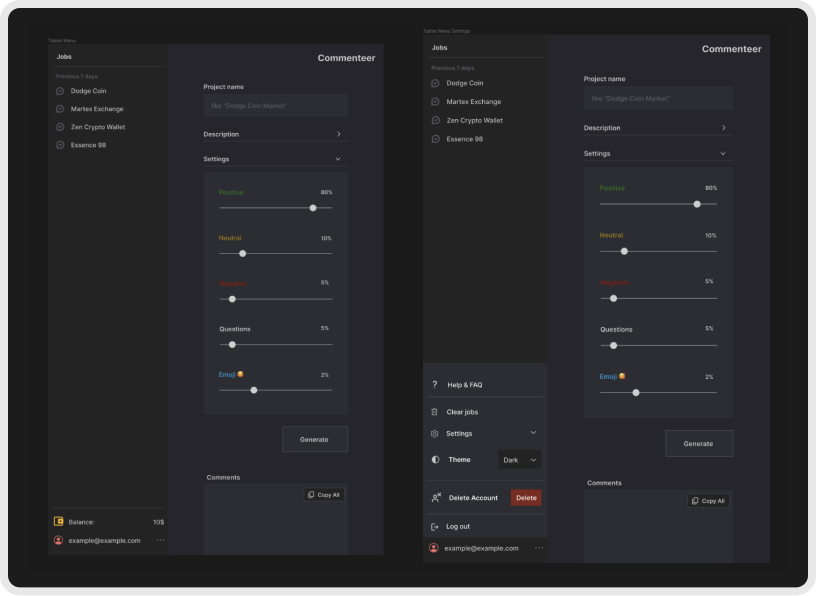 Tablet Menu
Jobs
Previous 7 days
Dodge Coin
Martex Exchange
Zen Crypto Wallet
Essence 98
Balance: 10$
example@example.com
Commenteer
Project name
like "Dodge Coin Market"
Description
Settings
Positive 80%
Neutral 10%
Negative 5%
Questions 5%
Emoji 2%
Generate
Comments
Copy All
Tablet Menu Settings
Jobs
Previous 7 days
Dodge Coin
Martex Exchange
Zen Crypto Wallet
Essence 98
? Help & FAQ
Clear jobs
Settings
Theme Dark
Delete Account Delete
Log out
example@example.com
Commenteer
Project name
like "Dodge Coin Market"
Description
Settings
Positive 80%
Neutral 10%
Negative 5%
Questions 5%
Emoji 2%
Generate
Comments
Copy All